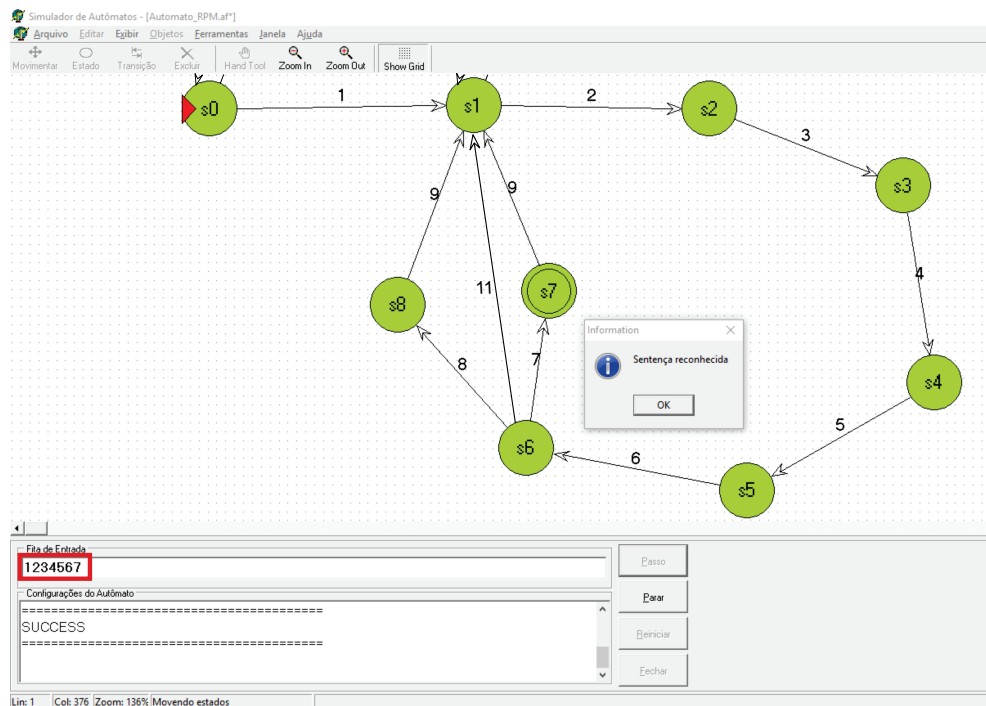 Simulador de Autômatos - [Automato_RPM.af*]
Arquivo Editar Exibir Objetos Ferramentas Janela Ajuda
Movimentar Estado Transição Excluir Hand Tool Zoom In Zoom Out Show Grid
s0 1 s1 2 s2
3
s3
9 9
4
11
s8 s7
Information
Sentença reconhecida
8 7
OK
s4
5
s6 6
s5
Fita de Entrada
1234567
Passo
Configurações do Autômato
Parar
========================================
SUCCESS
Reiniciar
========================================
Fechar
Lin: 1 Col: 376 Zoom: 136% Movendo estados